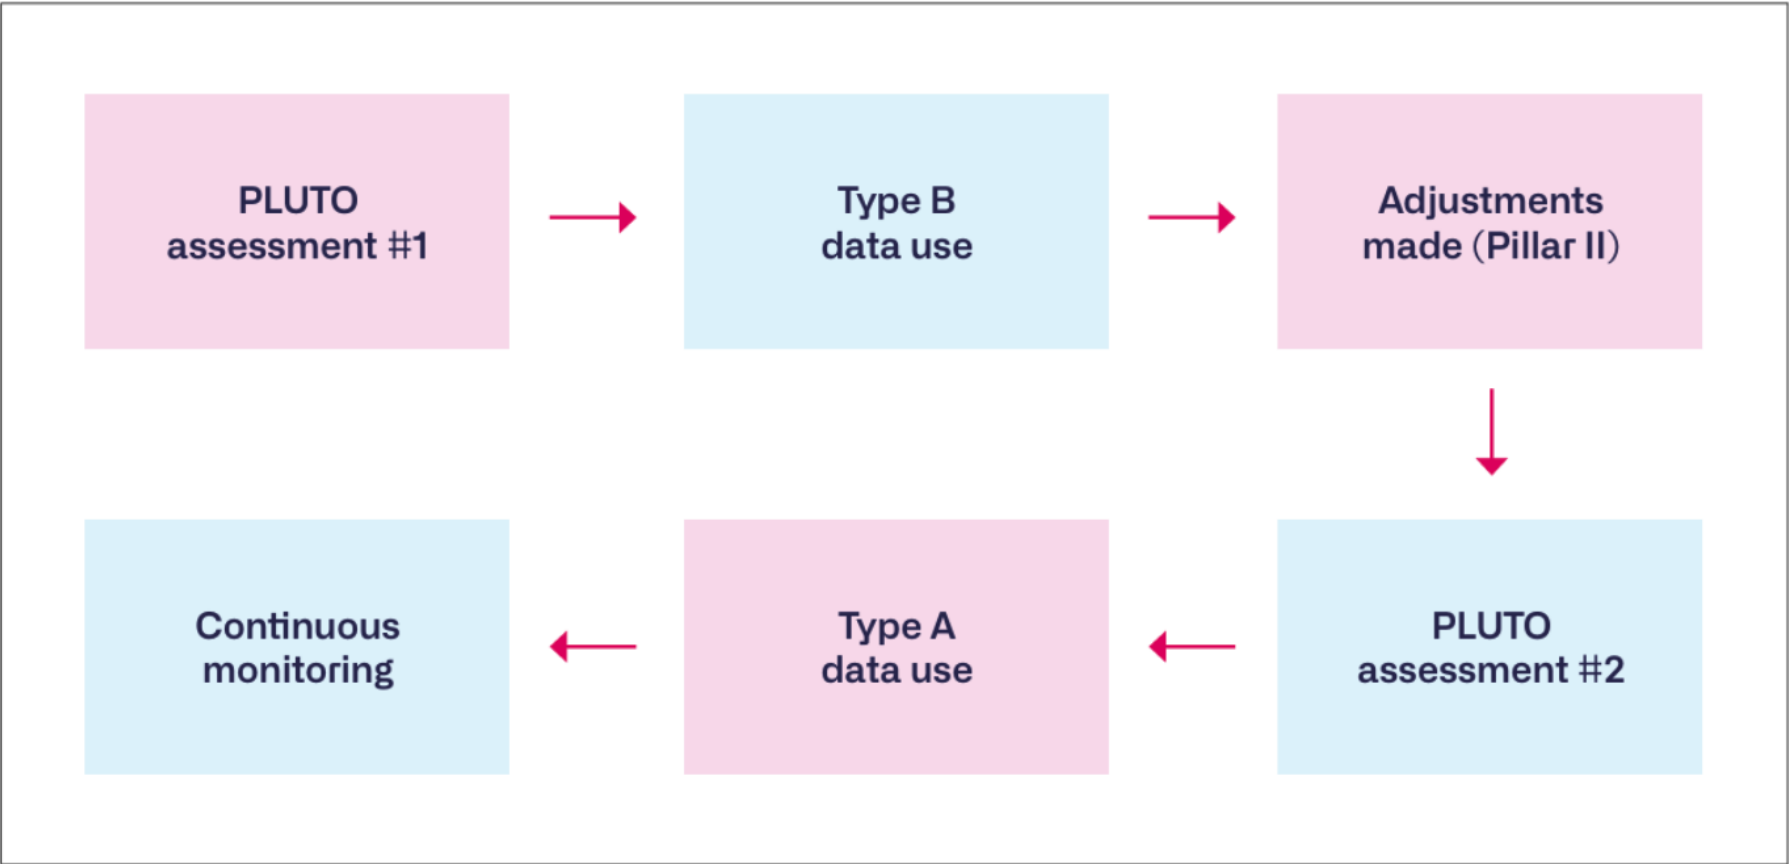 PLUTO
assessment #1
Type B
data use
Adjustments
made (Pillar II)
PLUTO
assessment #2
Type A
data use
Continuous
monitoring